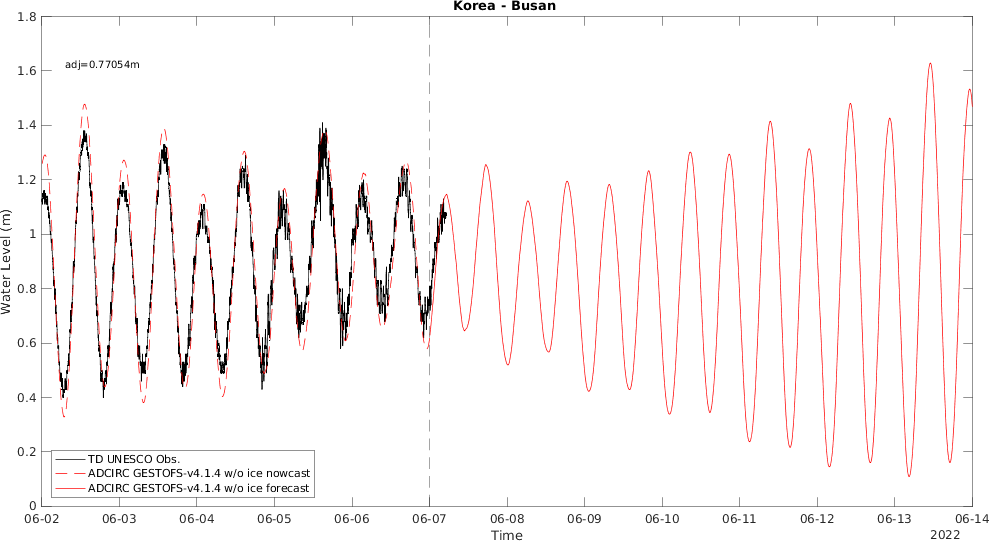 Korea - Busan
1.8
adj=0.77054m
1.6
1.4
1.2
1
0.8
0.6
0.4
0.2
0
Water Level (m)
TD UNESCO Obs.
ADCIRC GESTOFS-v4.1.4 w/o ice nowcast
ADCIRC GESTOFS-v4.1.4 w/o ice forecast
06-02 06-03 06-04 06-05 06-06 06-07 06-08 06-09 06-10 06-11 06-12 06-13 06-14
Time
2022